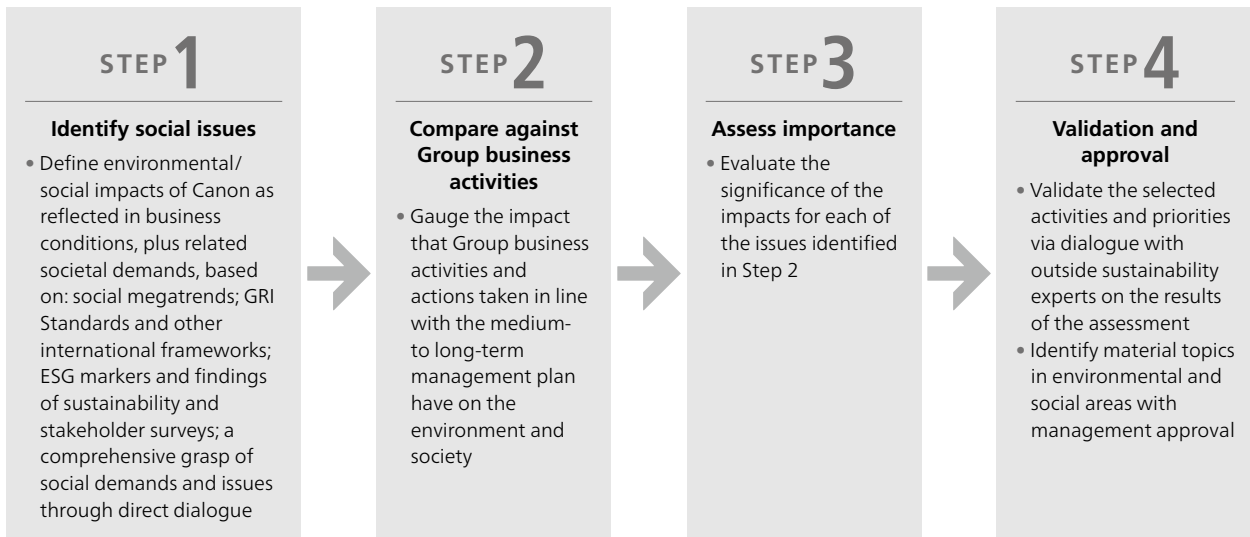 STEP 1
Identify social issues
• Define environmental/
social impacts of Canon as
reflected in business
conditions, plus related
societal demands, based
on: social megatrends; GRI
Standards and other
international frameworks;
ESG markers and findings
of sustainability and
stakeholder surveys; a
comprehensive grasp of
social demands and issues
through direct dialogue
STEP 2
Compare against
Group business
activities
• Gauge the impact
that Group business
activities and
actions taken in line
with the medium-
to long-term
management plan
have on the
environment and
society
STEP 3
Assess importance
• Evaluate the
significance of the
impacts for each of
the issues identified
in Step 2
STEP 4
Validation and
approval
• Validate the selected
activities and priorities
via dialogue with
outside sustainability
experts on the results
of the assessment
• Identify material topics
in environmental and
social areas with
management approval